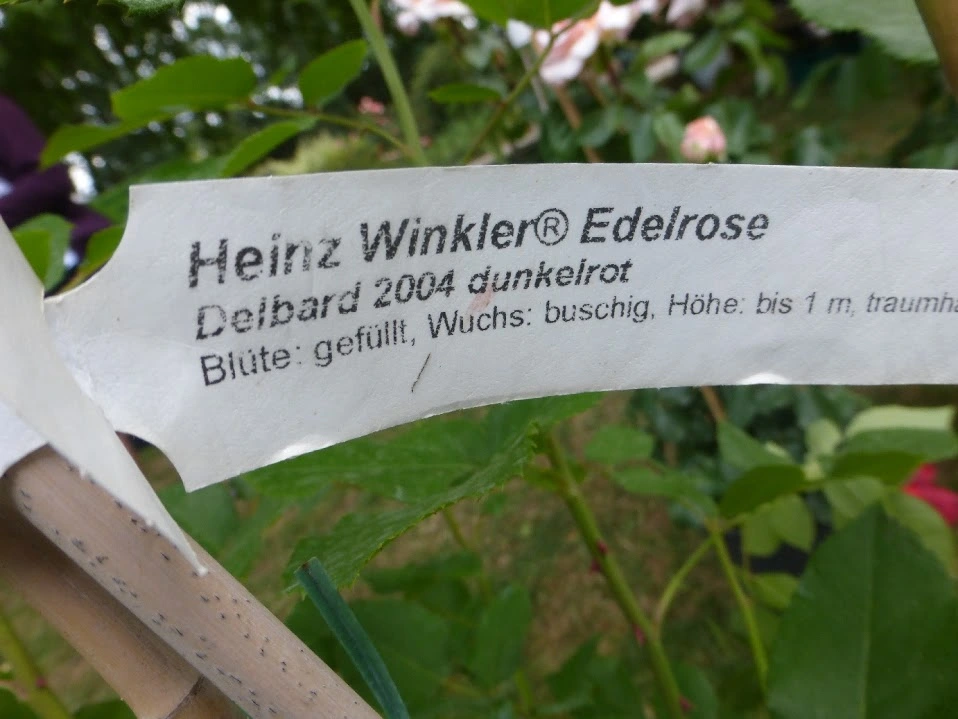 Heinz Winkler® Edelrose
Delbard 2004 dunkelrot
Blüte: gefüllt, Wuchs: buschig, Höhe: bis 1 m,